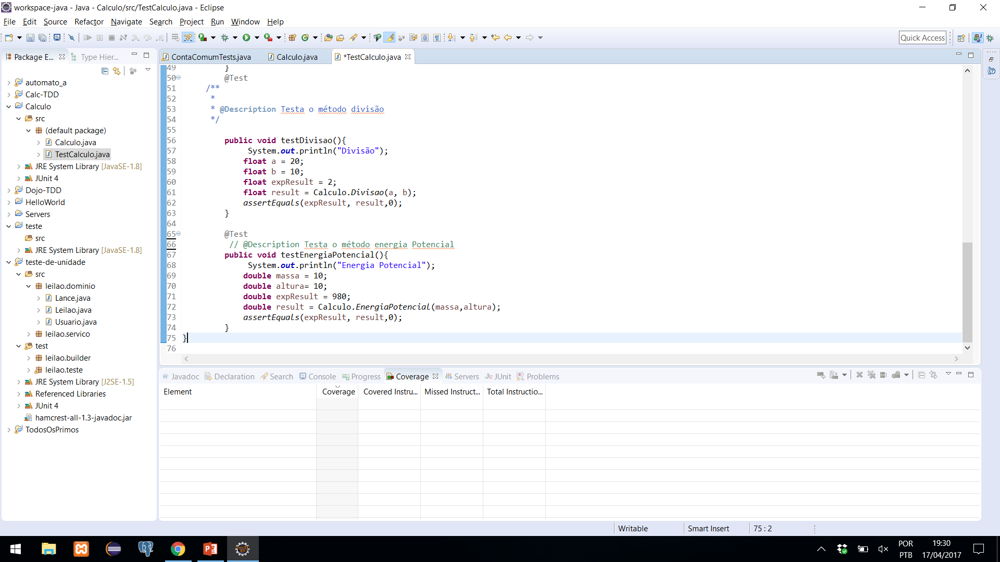 workspace-java - Java - Calculo/src/TestCalculo.java - Eclipse
File Edit Source Refactor Navigate Search Project Run Window Help
Quick Access
Package E... Type Hier...
automato_a
Calc-TDD
Calculo
src
(default package)
Calculo.java
TestCalculo.java
JRE System Library [JavaSE-1.8]
JUnit 4
Dojo-TDD
HelloWorld
Servers
teste
src
JRE System Library [JavaSE-1.8]
teste-de-unidade
src
leilao.dominio
Lance.java
Leilao.java
Usuario.java
leilao.servico
test
leilao.builder
leilao.teste
JRE System Library [J2SE-1.5]
Referenced Libraries
JUnit 4
hamcrest-all-1.3-javadoc.jar
TodosOsPrimos
ContaComumTests.java Calculo.java *TestCalculo.java
49 }
50 @Test
51 /**
52 *
53 * @Description Testa o método divisão
54 */
55
56 public void testDivisao(){
57 System.out.println("Divisão");
58 float a = 20;
59 float b = 10;
60 float expResult = 2;
61 float result = Calculo.Divisao(a, b);
62 assertEquals(expResult, result,0);
63 }
64
65 @Test
66 // @Description Testa o método energia Potencial
67 public void testEnergiaPotencial(){
68 System.out.println("Energia Potencial");
69 double massa = 10;
70 double altura= 10;
71 double expResult = 980;
72 double result = Calculo.EnergiaPotencial(massa,altura);
73 assertEquals(expResult, result,0);
74 }
75 }
76
@ Javadoc Declaration Search Console Progress Coverage Servers JUnit Problems
Element Coverage Covered Instru... Missed Instruct... Total Instructio...
Writable Smart Insert 75 : 2
POR
PTB
19:30
17/04/2017